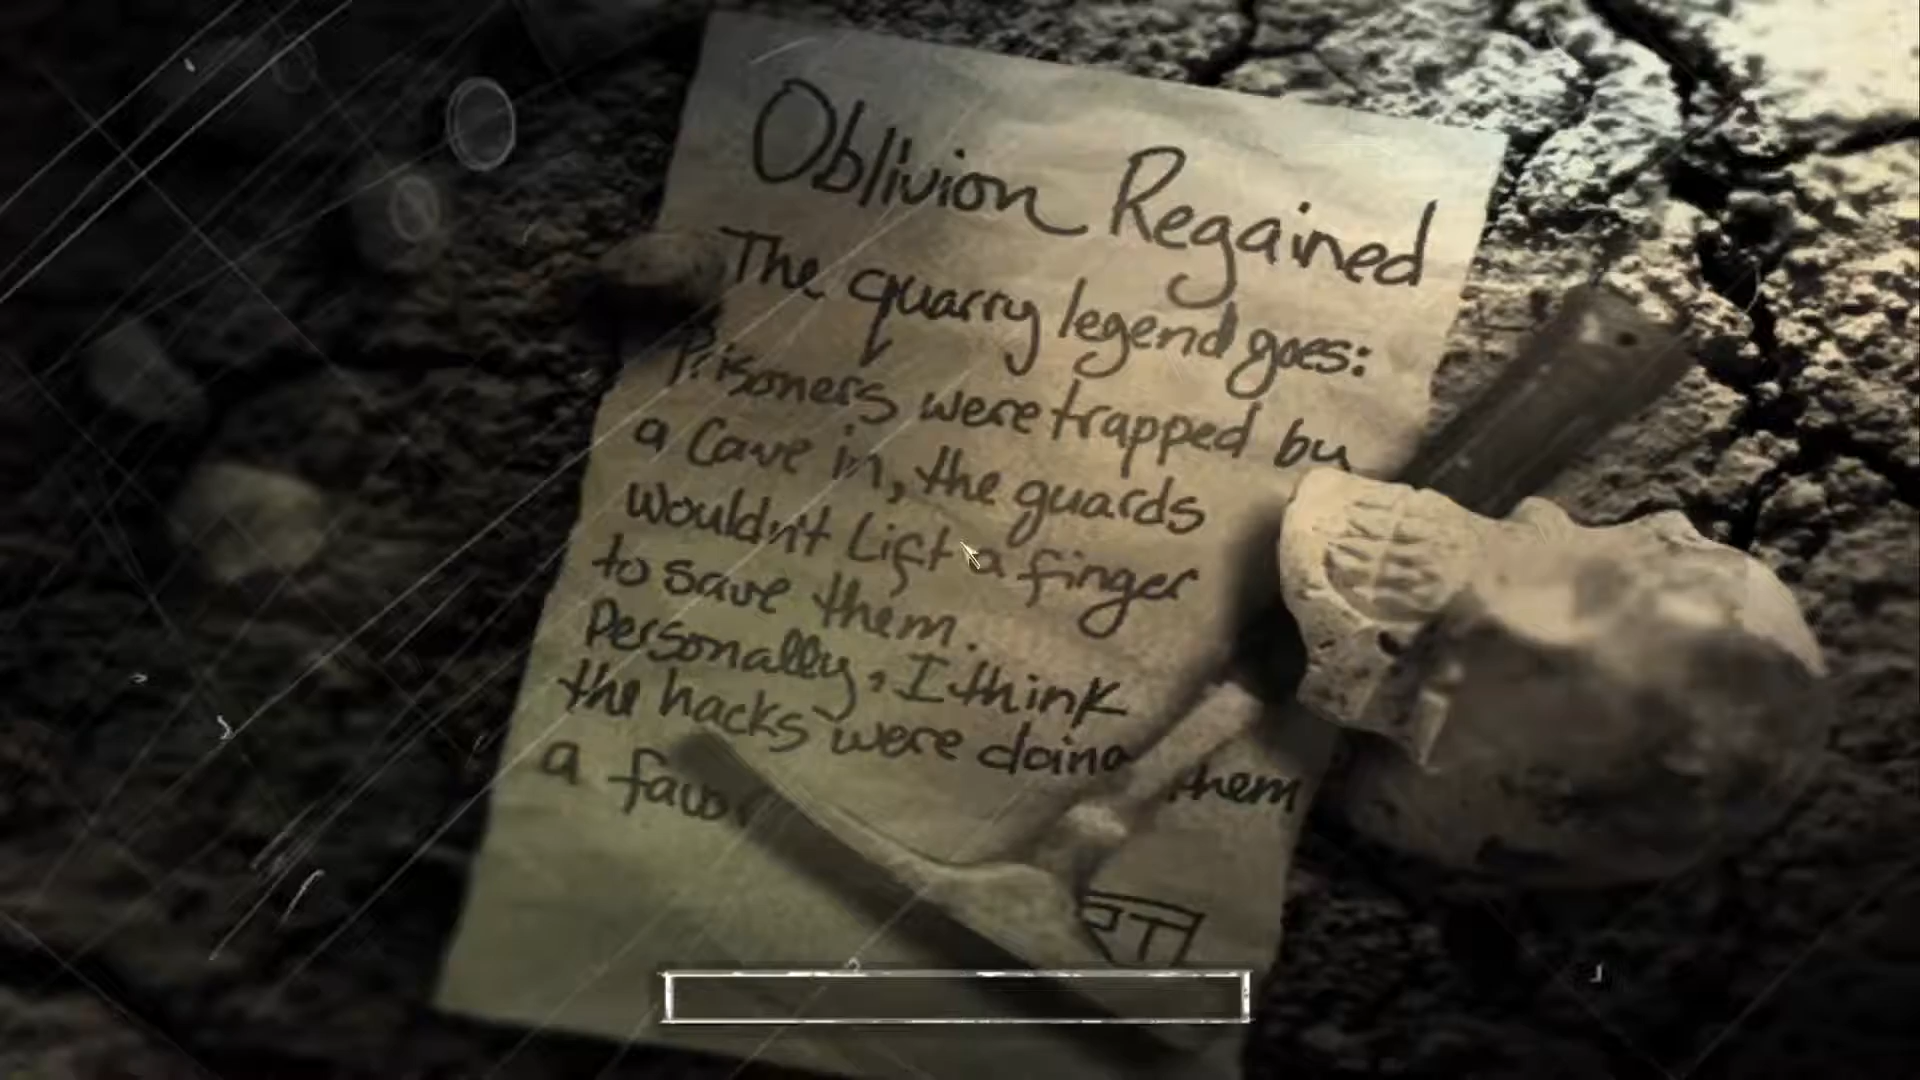 Oblivion Regained
The quarry legend goes:
Prisoners were trapped by
a Cave in, the guards
wouldn't Lift a finger
to save them.
Personally, I think
the hacks were doing them
a favor